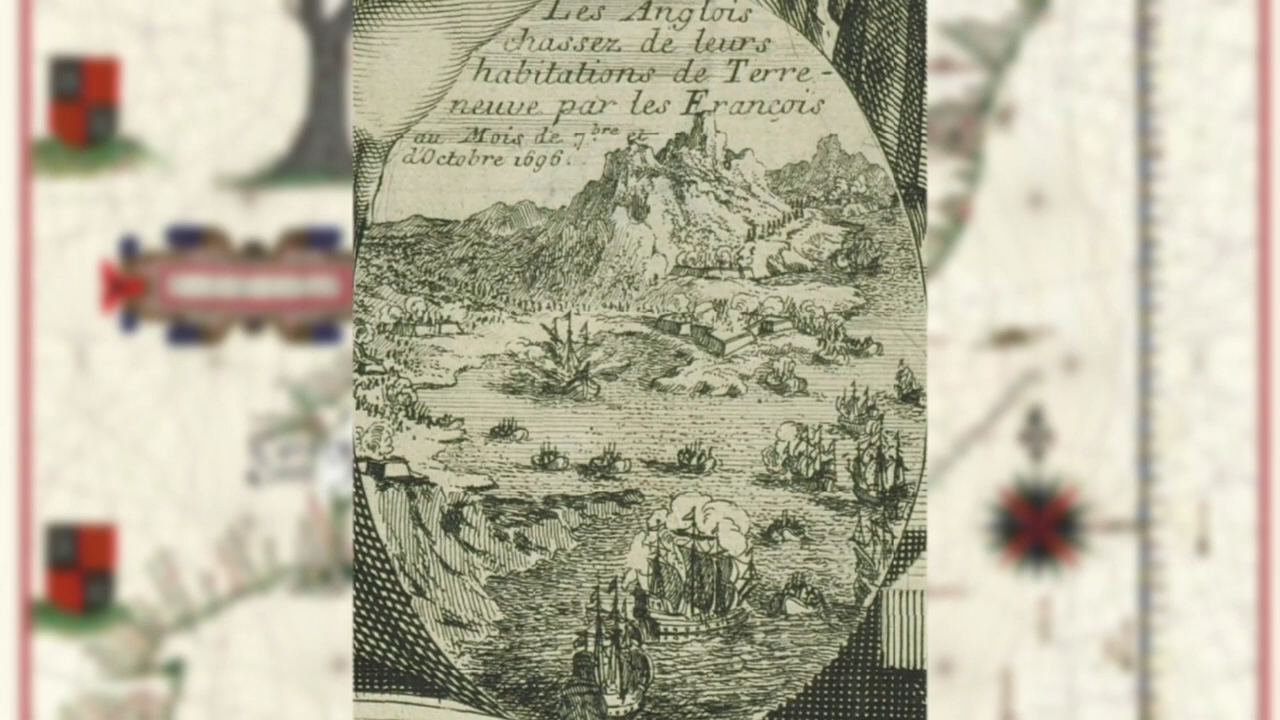 Les Anglois
chassez de leurs
habitations de Terre-
neuve par les François
au Mois de 7bre et
d'Octobre 1696.